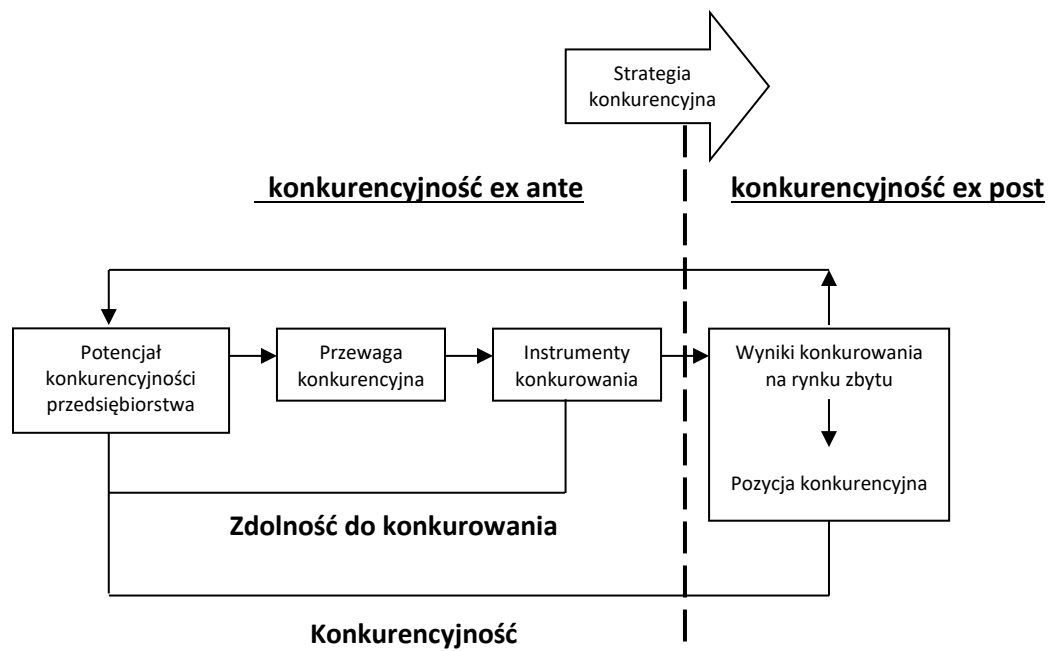 Strategia
konkurencyjna
konkurencyjność ex ante
konkurencyjność ex post
Potencjał
konkurencyjności
przedsiębiorstwa
Przewaga
konkurencyjna
Instrumenty
konkurowania
Wyniki konkurowania
na rynku zbytu
Pozycja konkurencyjna
Zdolność do konkurowania
Konkurencyjność